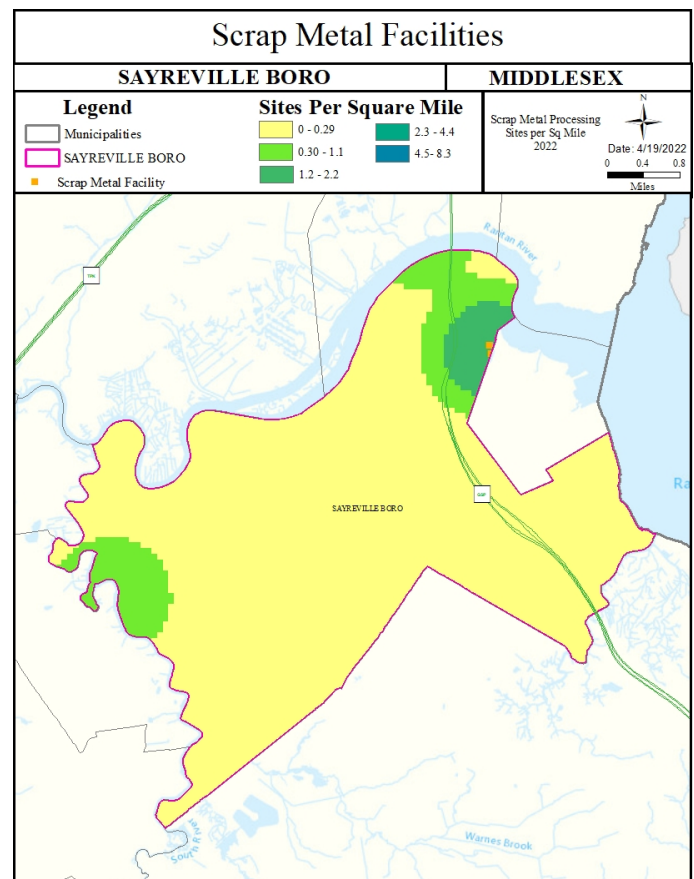 Scrap Metal Facilities
SAYREVILLE BORO
MIDDLESEX
Legend
Municipalities
SAYREVILLE BORO
Scrap Metal Facility
Sites Per Square Mile
0 - 0.29
0.30 - 1.1
1.2 - 2.2
2.3 - 4.4
4.5- 8.3
Scrap Metal Processing
Sites per Sq Mile
2022
N
Date: 4/19/2022
0 0.4 0.8
Miles
Raritan River
SAYREVILLE BORO
Ra
South River
Warnes Brook